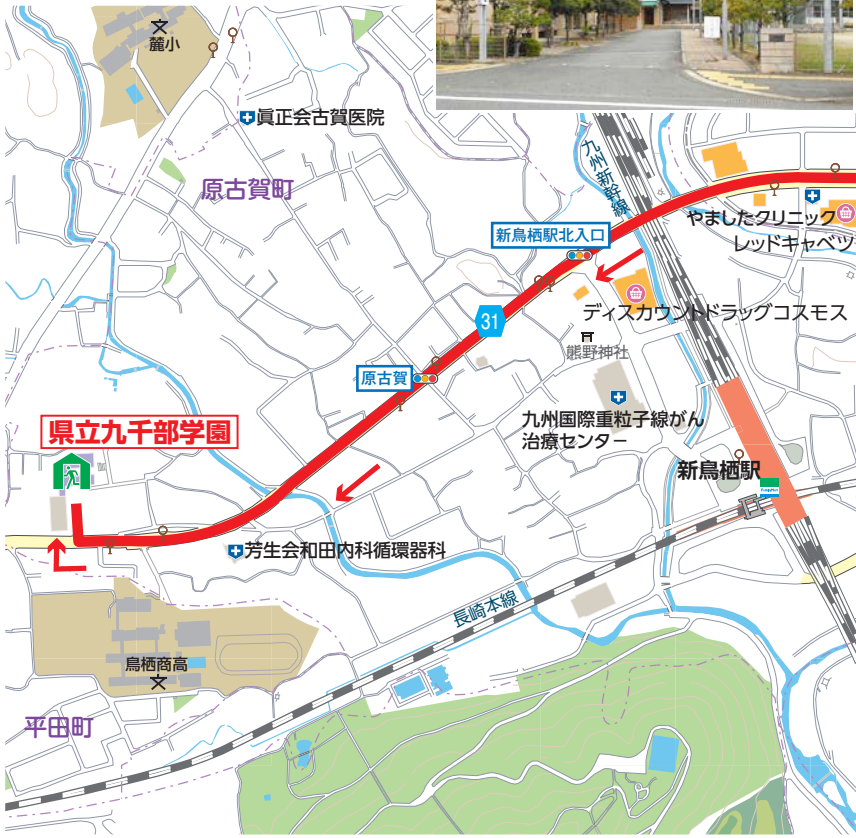 麓小
眞正会古賀医院
原古賀町
九州新幹線
やましたクリニック
レッドキャベツ
新鳥栖駅北入口
ディスカウントドラッグコスモス
31
熊野神社
原古賀
九州国際重粒子線がん
治療センター
県立九千部学園
新鳥栖駅
芳生会和田内科循環器科
長崎本線
鳥栖商高
平田町